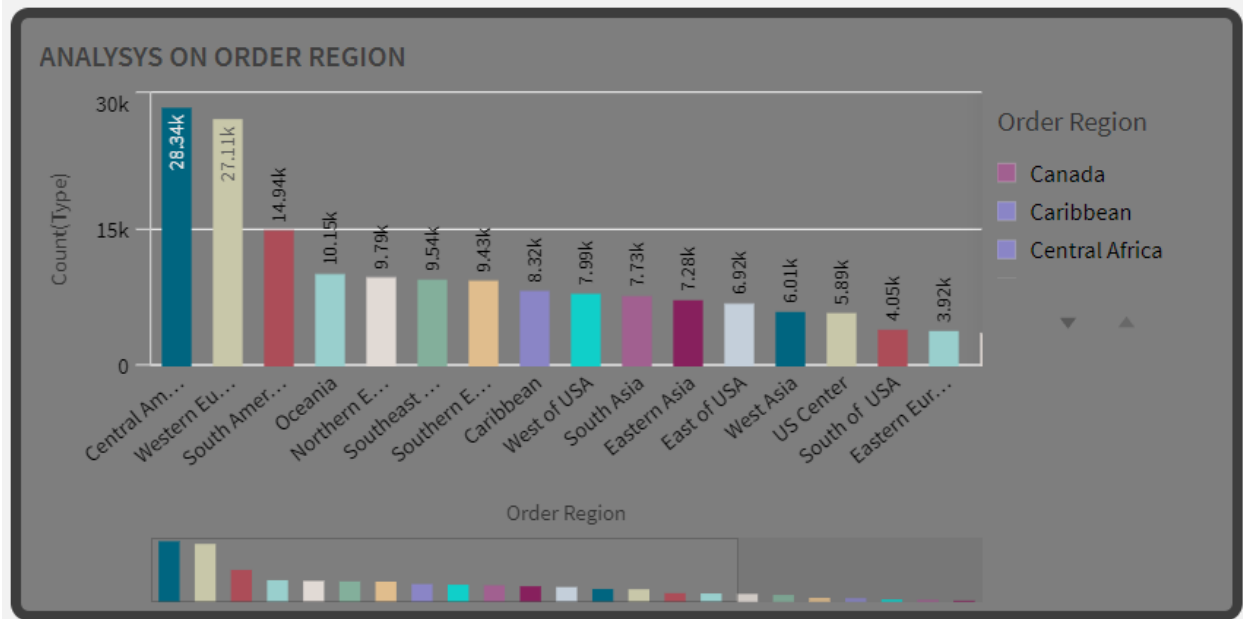 ANALYSYS ON ORDER REGION
30k
15k
0
Count(Type)
28.34k
27.11k
14.94k
10.15k
9.79k
9.54k
9.43k
8.32k
7.99k
7.73k
7.28k
6.92k
6.01k
5.89k
4.05k
3.92k
Central Am...
Western Eu...
South Amer...
Oceania
Northern E...
Southeast ...
Southern E...
Caribbean
West of USA
South Asia
Eastern Asia
East of USA
West Asia
US Center
South of USA
Eastern Eur...
Order Region
Order Region
Canada
Caribbean
Central Africa